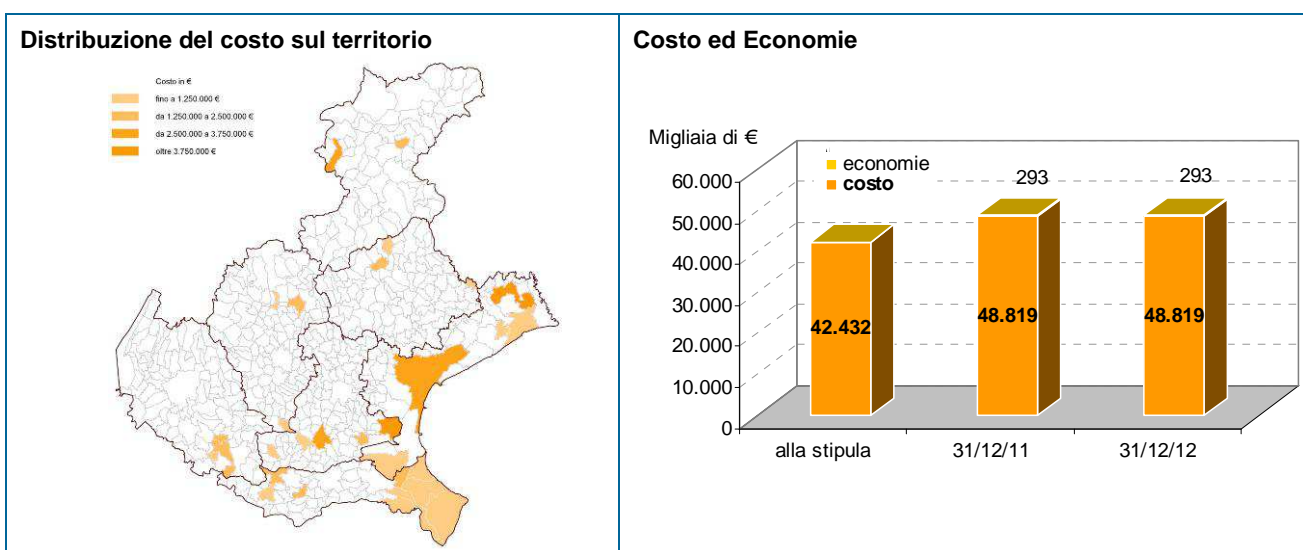 Distribuzione del costo sul territorio
Costo in €
fino a 1.250.000 €
da 1.250.000 a 2.500.000 €
da 2.500.000 a 3.750.000 €
oltre 3.750.000 €
Costo ed Economie
Migliaia di €
economie
costo
293
293
60.000
50.000
40.000
30.000
20.000
10.000
0
42.432
48.819
48.819
alla stipula
31/12/11
31/12/12